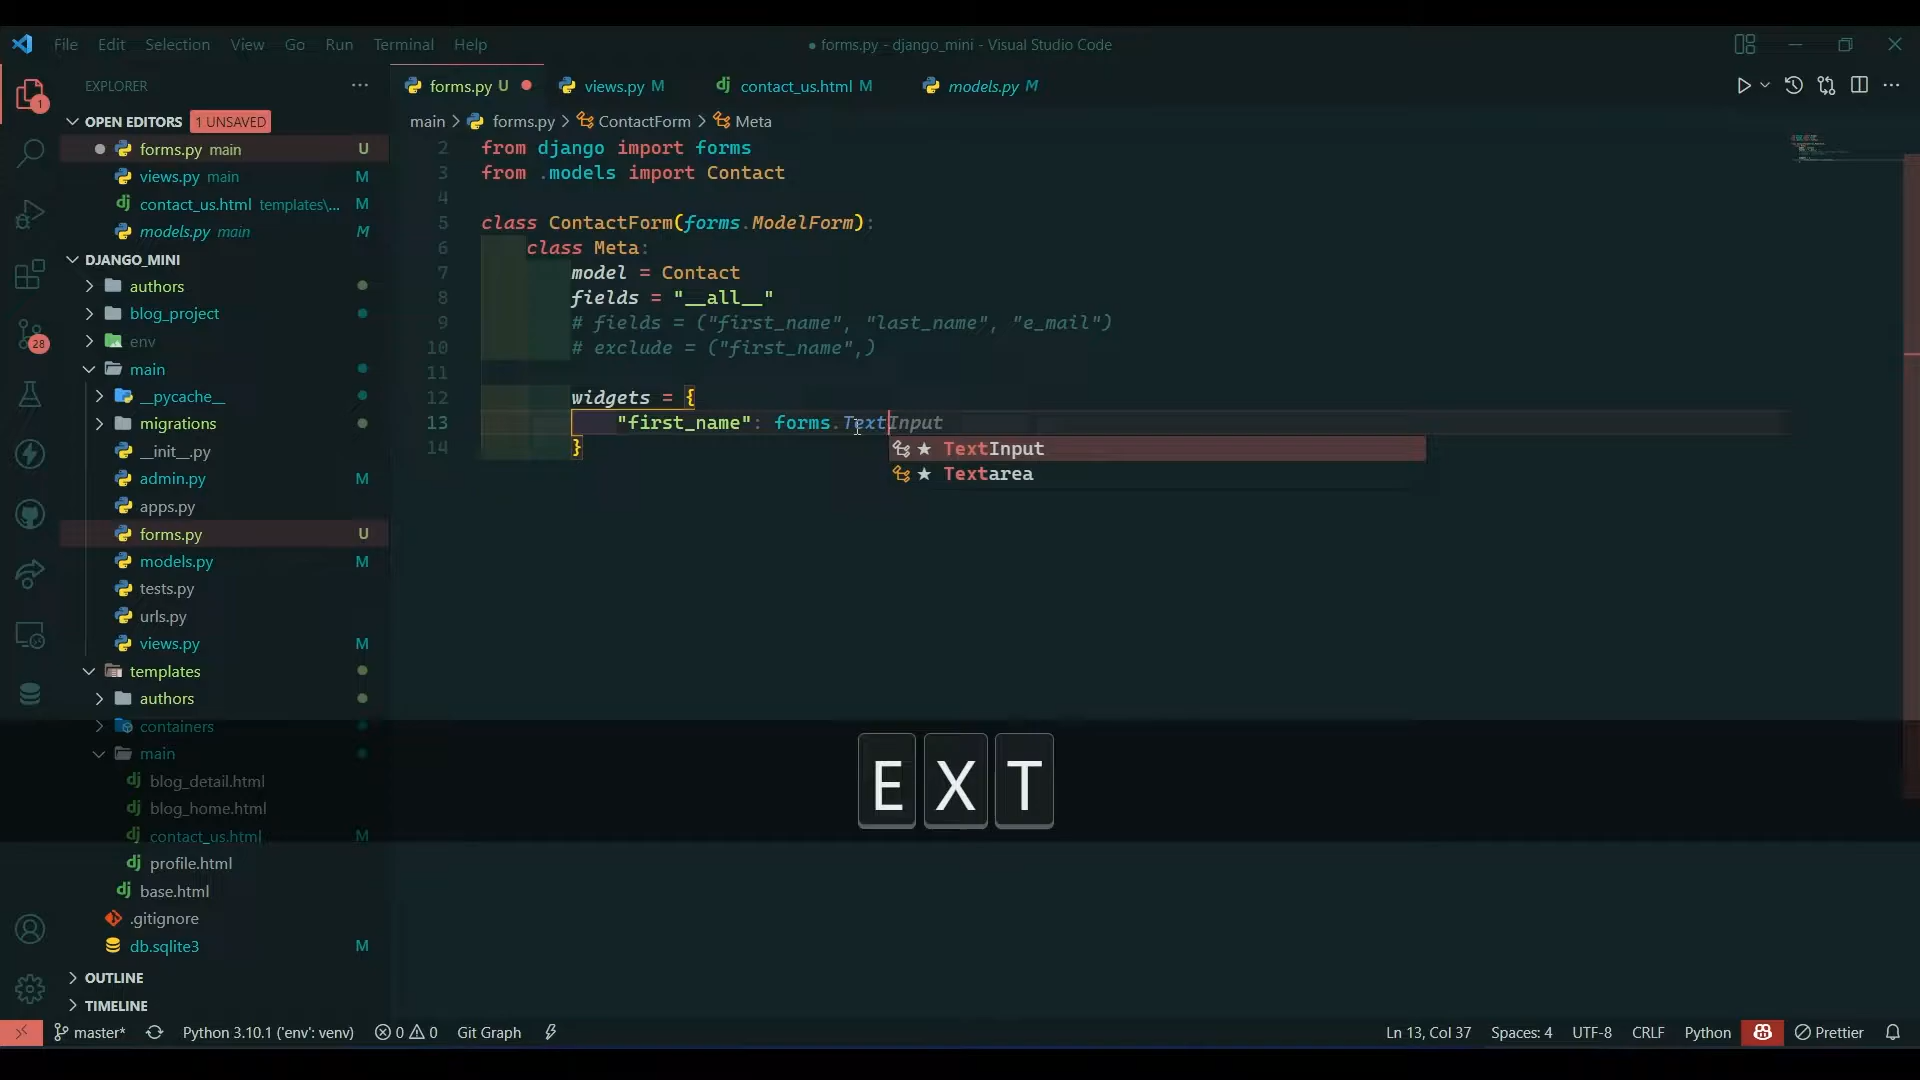 File Edit Selection View Go Run Terminal Help
● forms.py - django_mini - Visual Studio Code
EXPLORER
1
OPEN EDITORS 1 UNSAVED
forms.py main U
views.py main M
contact_us.html templates\... M
models.py main M
DJANGO_MINI
authors
blog_project
env
main
__pycache__
migrations
__init__.py
admin.py M
apps.py
forms.py U
models.py M
tests.py
urls.py
views.py M
templates
authors
containers
main
blog_detail.html
blog_home.html
contact_us.html M
profile.html
base.html
.gitignore
db.sqlite3 M
OUTLINE
TIMELINE
28
forms.py U views.py M contact_us.html M models.py M
main > forms.py > ContactForm > Meta
2 from django import forms
3 from .models import Contact
4
5 class ContactForm(forms.ModelForm):
6 class Meta:
7 model = Contact
8 fields = "__all__"
9 # fields = ("first_name", "last_name", "e_mail")
10 # exclude = ("first_name",)
11
12 widgets = {
13 "first_name": forms.TextInput
14 }
TextInput
Textarea
E X T
master* Python 3.10.1 ('env': venv) 0 0 Git Graph Ln 13, Col 37 Spaces: 4 UTF-8 CRLF Python Prettier